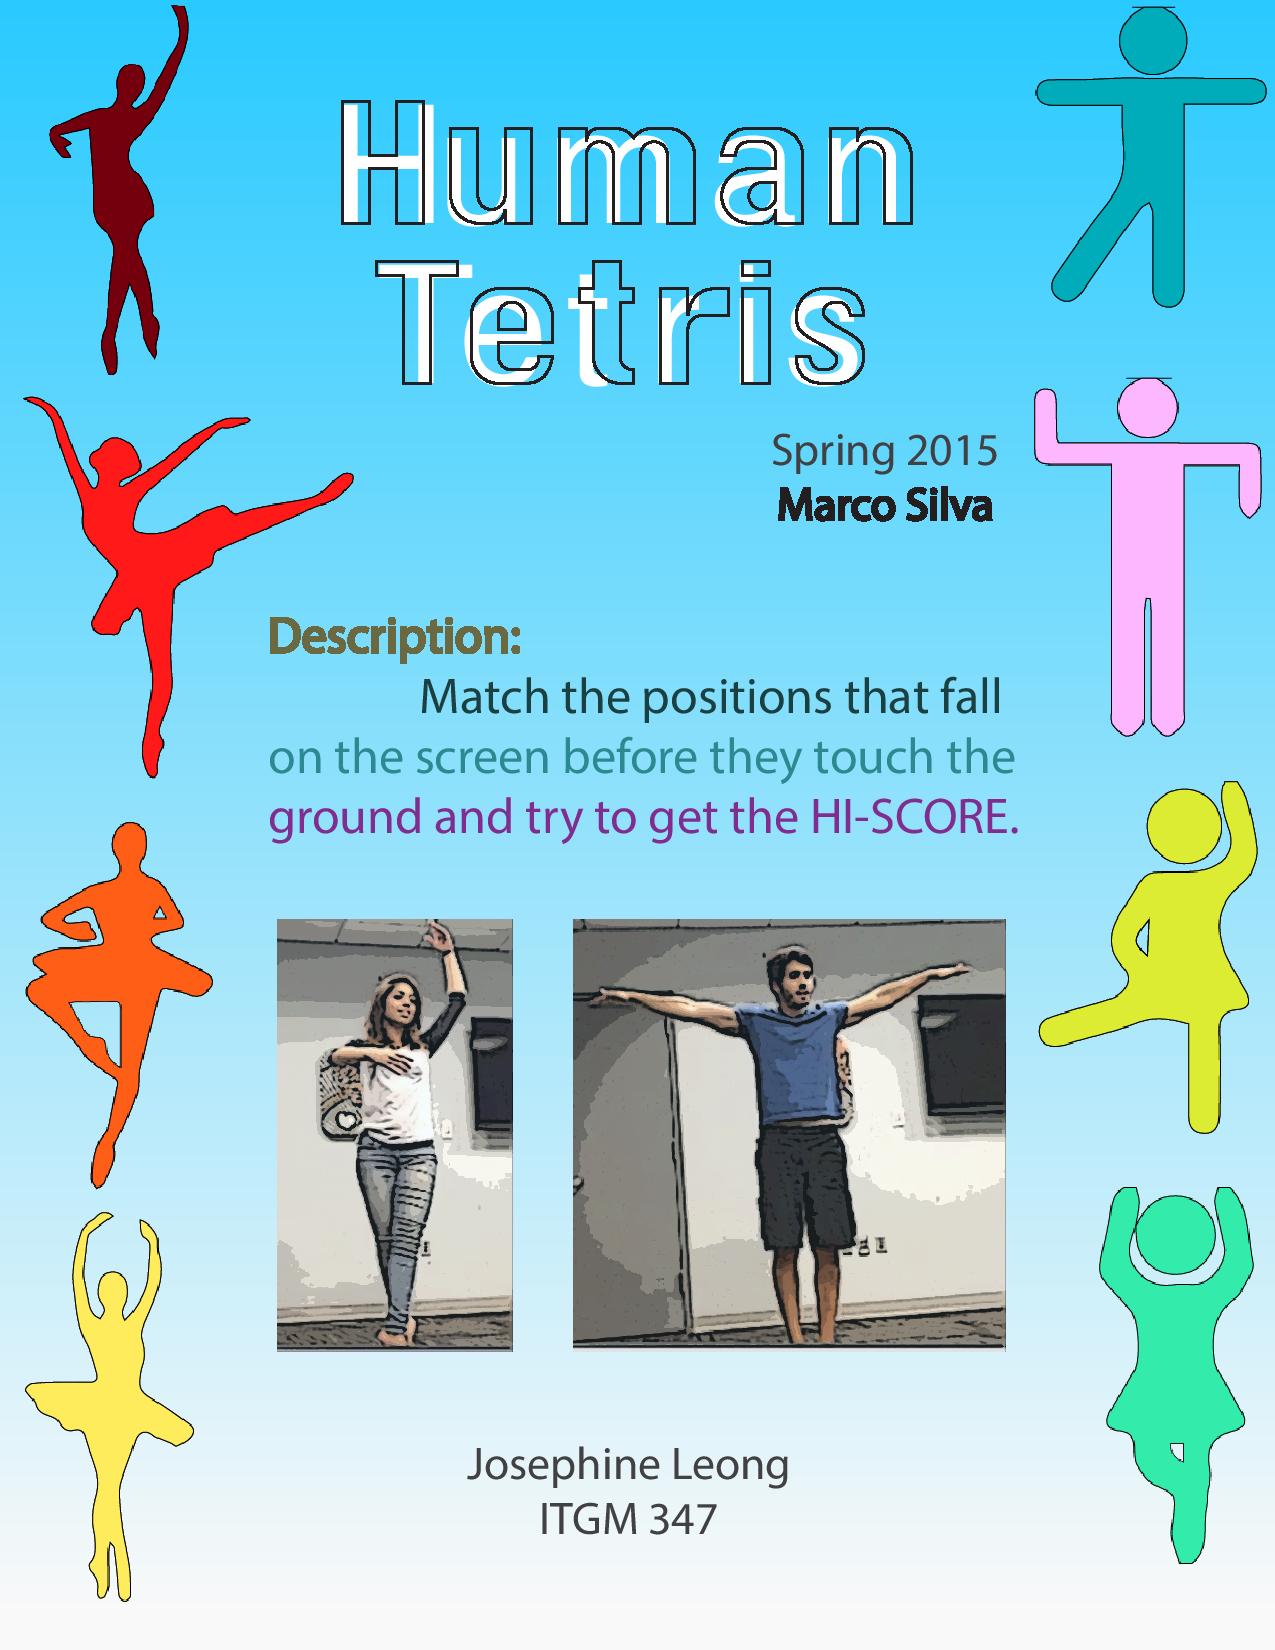 Human
Tetris
Spring 2015
Marco Silva
Description:
Match the positions that fall
on the screen before they touch the
ground and try to get the HI-SCORE.
Josephine Leong
ITGM 347